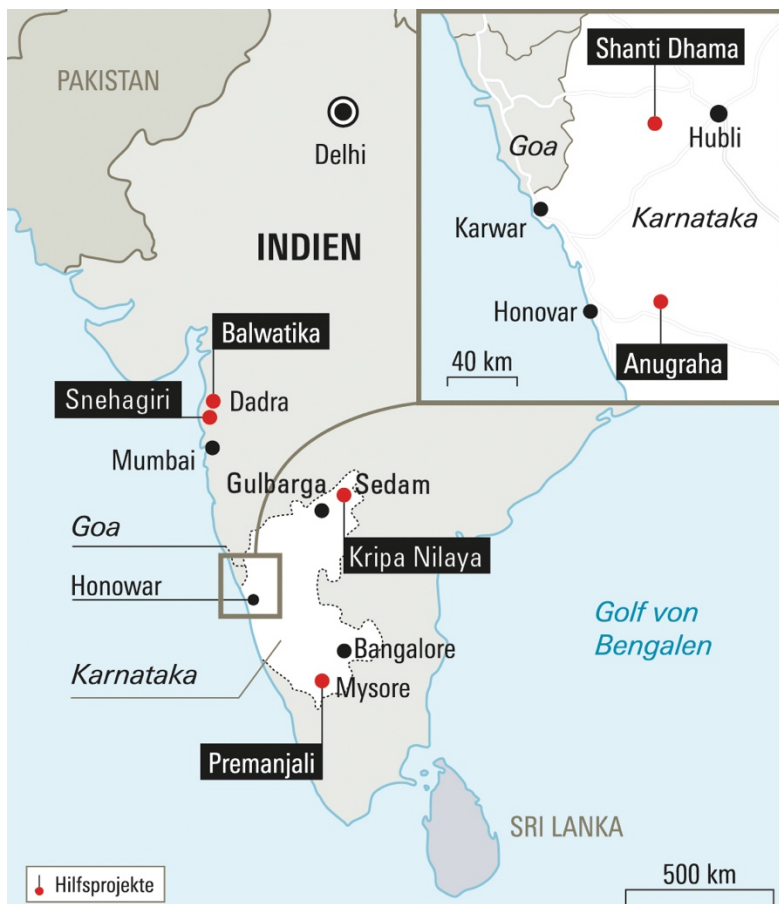 PAKISTAN
Delhi
INDIEN
Balwatika
Snehagiri
Dadra
Mumbai
Gulbarga
Sedam
Goa
Kripa Nilaya
Honowar
Karnataka
Bangalore
Mysore
Premanjali
Golf von
Bengalen
SRI LANKA
Hilfsprojekte
500 km
Shanti Dhama
Hubli
Goa
Karwar
Karnataka
Honovar
Anugraha
40 km